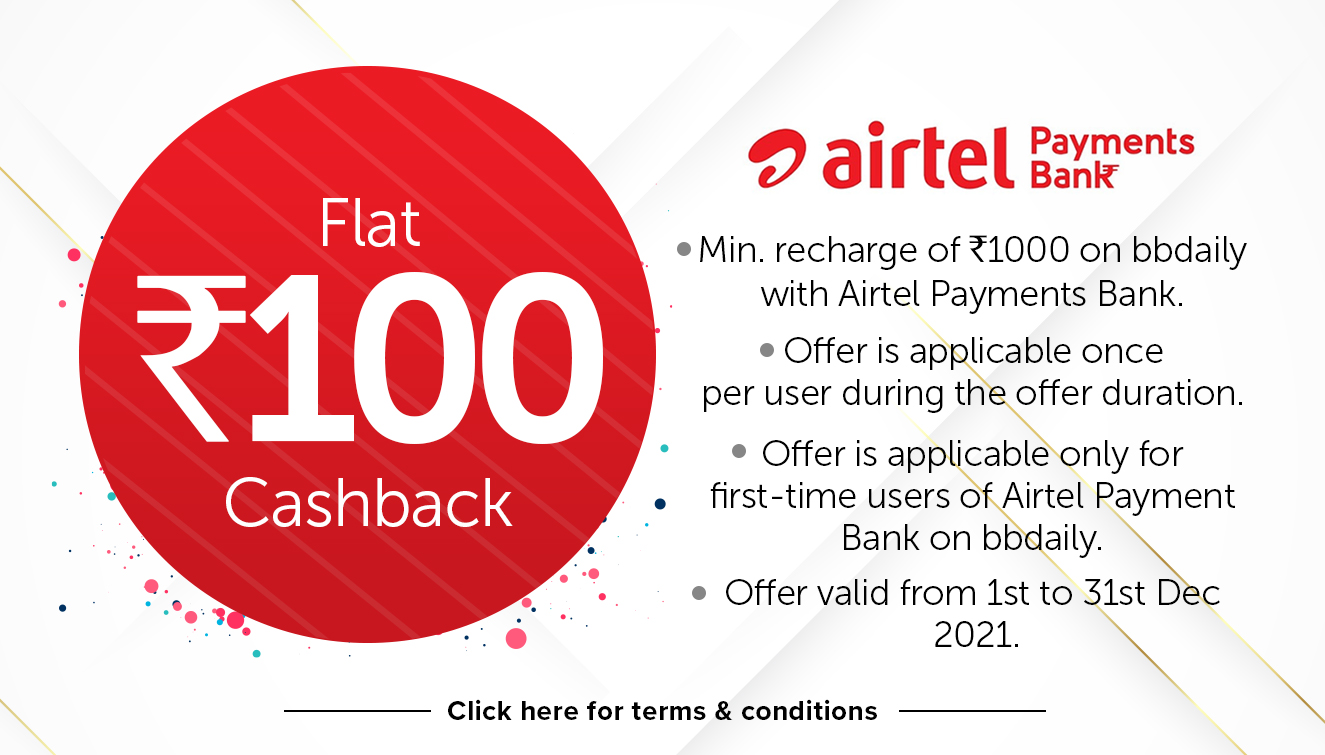 Flat
₹100
Cashback
airtel Payments Bank
• Min. recharge of ₹1000 on bbdaily
with Airtel Payments Bank.
• Offer is applicable once
per user during the offer duration.
• Offer is applicable only for
first-time users of Airtel Payment
Bank on bbdaily.
• Offer valid from 1st to 31st Dec
2021.
Click here for terms & conditions